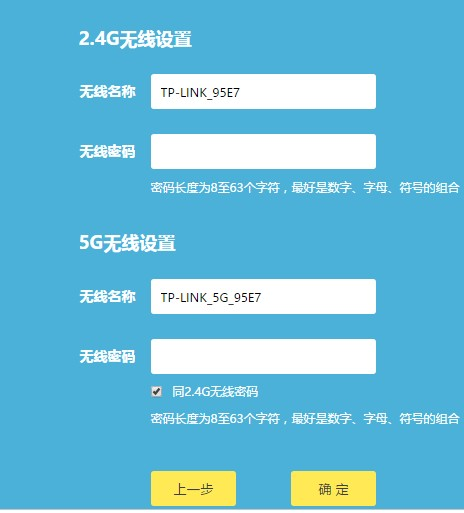 2.4G无线设置
无线名称 TP-LINK_95E7
无线密码
密码长度为8至63个字符，最好是数字、字母、符号的组合
5G无线设置
无线名称 TP-LINK_5G_95E7
无线密码
同2.4G无线密码
密码长度为8至63个字符，最好是数字、字母、符号的组合
上一步 确 定